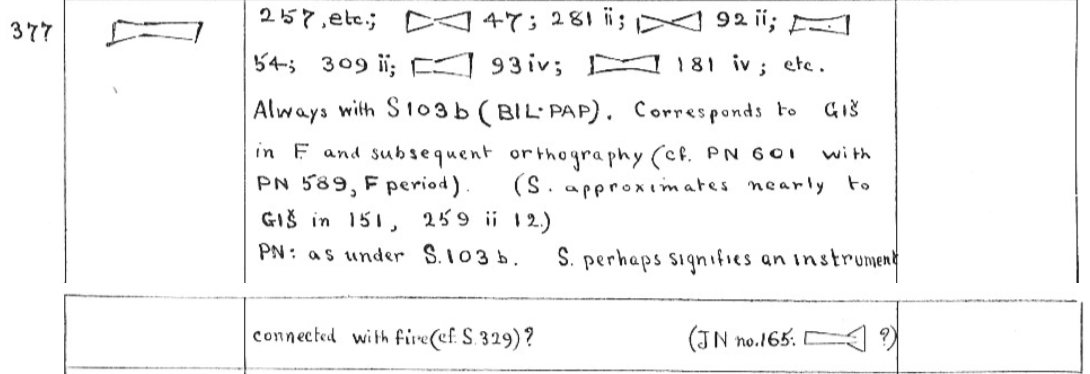 377 257, etc.; 47; 281 ii; 92 ii;
54; 309 ii; 93 iv; 181 iv; etc.
Always with S103b (BIL·PAP). Corresponds to GIŠ
in F and subsequent orthography (cf. PN 601 with
PN 589, F period). (S. approximates nearly to
GIŠ in 151, 259 ii 12.)
PN: as under S.103b. S. perhaps signifies an instrument
connected with fire (cf. S.329)? (JN no.165: ?)